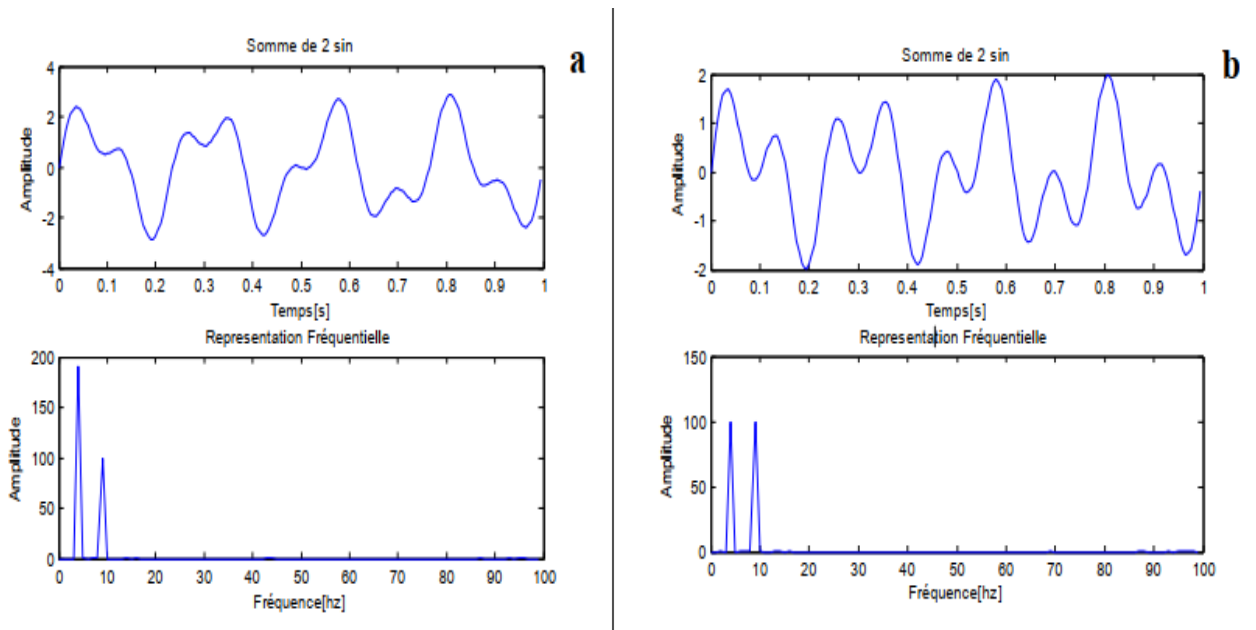 Somme de 2 sin
a
4
2
0
-2
-4
Amplitude
0 0.1 0.2 0.3 0.4 0.5 0.6 0.7 0.8 0.9 1
Temps[s]
Representation Fréquentielle
200
150
100
50
0
Amplitude
0 10 20 30 40 50 60 70 80 90 100
Fréquence[hz]
Somme de 2 sin
b
2
1
0
-1
-2
Amplitude
0 0.1 0.2 0.3 0.4 0.5 0.6 0.7 0.8 0.9 1
Temps[s]
Representation Fréquentielle
150
100
50
0
Amplitude
0 10 20 30 40 50 60 70 80 90 100
Fréquence[hz]